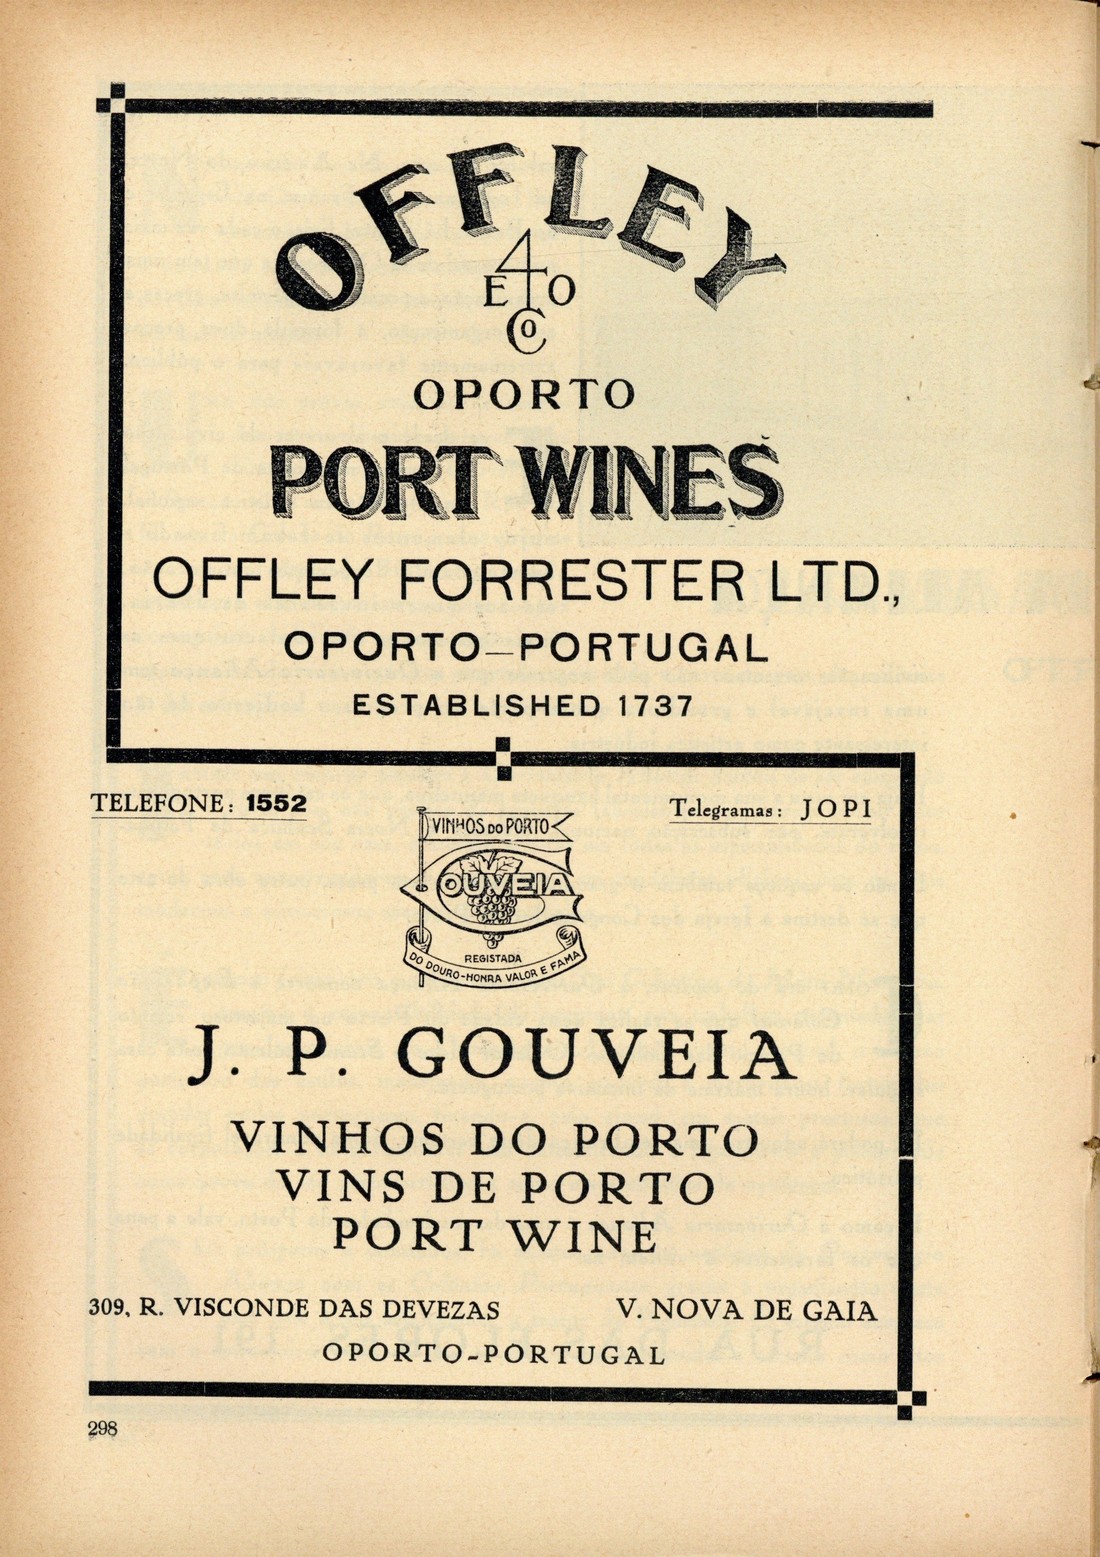 OFFLEY
4
E O
Co
OPORTO
PORT WINES
OFFLEY FORRESTER LTD.,
OPORTO—PORTUGAL
ESTABLISHED 1737
TELEFONE: 1552
Telegramas: JOPI
VINHOS DO PORTO
GOUVEIA
REGISTADA
DO DOURO-HONRA VALOR E FAMA
J. P. GOUVEIA
VINHOS DO PORTO
VINS DE PORTO
PORT WINE
309, R. VISCONDE DAS DEVEZAS V. NOVA DE GAIA
OPORTO-PORTUGAL
298